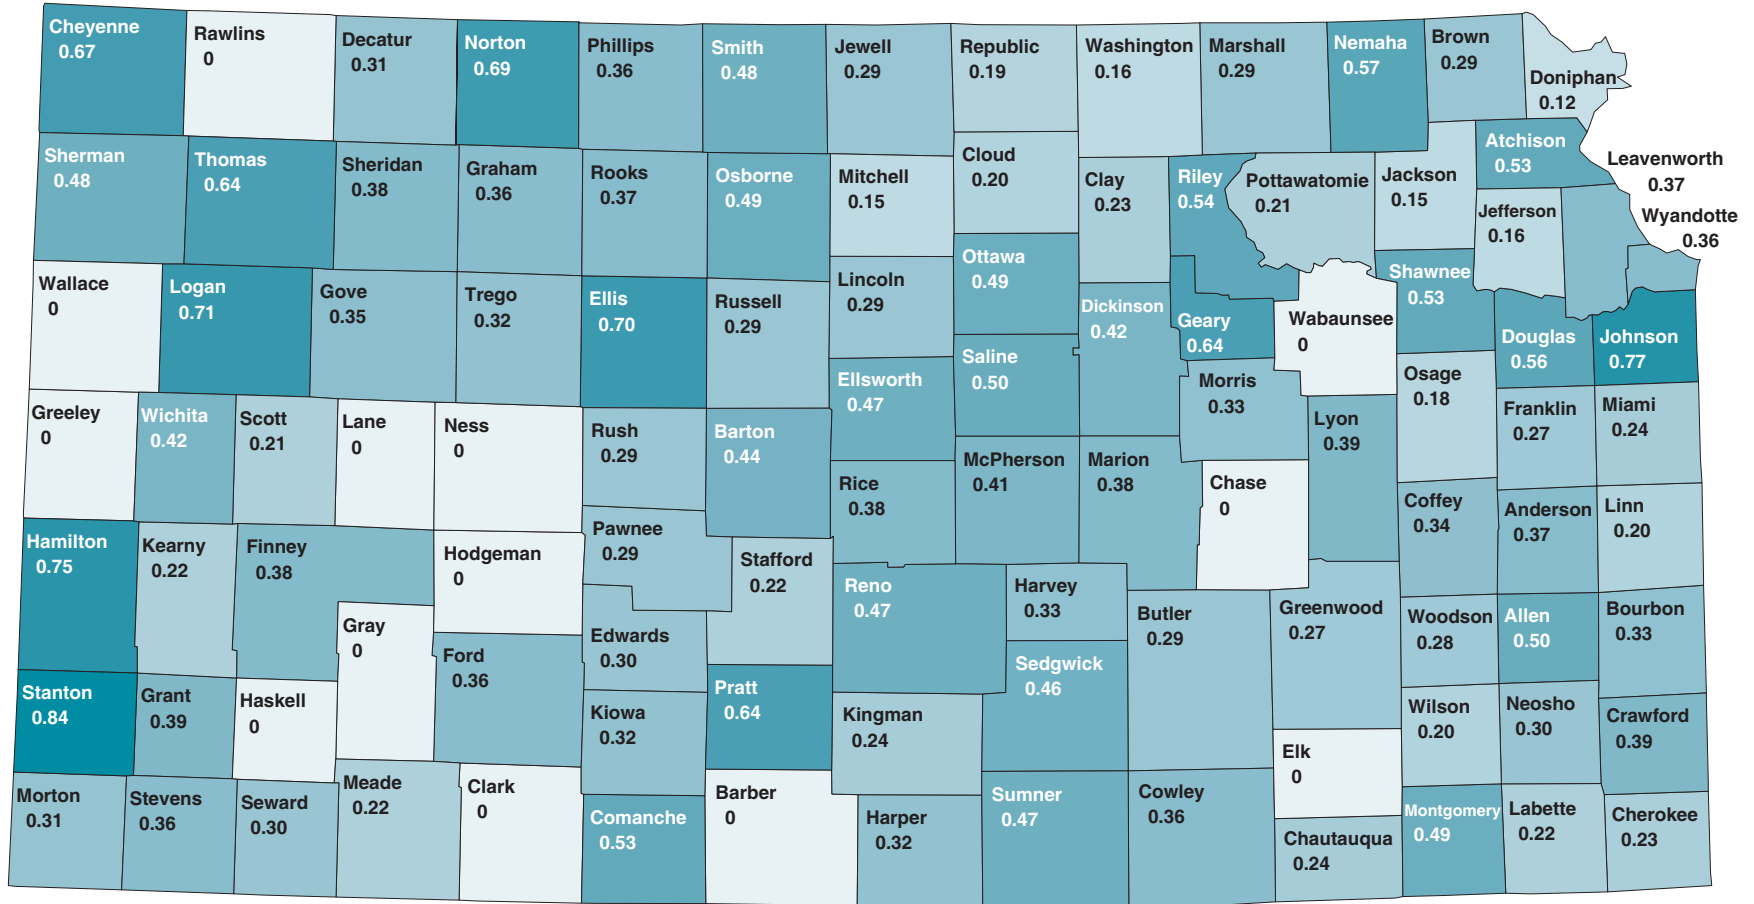 Cheyenne
0.67
Rawlins
0
Decatur
0.31
Norton
0.69
Phillips
0.36
Smith
0.48
Jewell
0.29
Republic
0.19
Washington
0.16
Marshall
0.29
Nemaha
0.57
Brown
0.29
Doniphan
0.12
Sherman
0.48
Thomas
0.64
Sheridan
0.38
Graham
0.36
Rooks
0.37
Osborne
0.49
Mitchell
0.15
Cloud
0.20
Clay
0.23
Riley
0.54
Pottawatomie
0.21
Jackson
0.15
Atchison
0.53
Jefferson
0.16
Leavenworth
0.37
Wyandotte
0.36
Wallace
0
Logan
0.71
Gove
0.35
Trego
0.32
Ellis
0.70
Russell
0.29
Lincoln
0.29
Ottawa
0.49
Dickinson
0.42
Geary
0.64
Wabaunsee
0
Shawnee
0.53
Douglas
0.56
Johnson
0.77
Ellsworth
0.47
Saline
0.50
Morris
0.33
Osage
0.18
Greeley
0
Wichita
0.42
Scott
0.21
Lane
0
Ness
0
Rush
0.29
Barton
0.44
Rice
0.38
McPherson
0.41
Marion
0.38
Chase
0
Lyon
0.39
Franklin
0.27
Miami
0.24
Coffey
0.34
Anderson
0.37
Linn
0.20
Hamilton
0.75
Kearny
0.22
Finney
0.38
Hodgeman
0
Pawnee
0.29
Stafford
0.22
Reno
0.47
Harvey
0.33
Butler
0.29
Greenwood
0.27
Woodson
0.28
Allen
0.50
Bourbon
0.33
Gray
0
Ford
0.36
Edwards
0.30
Sedgwick
0.46
Stanton
0.84
Grant
0.39
Haskell
0
Kiowa
0.32
Pratt
0.64
Kingman
0.24
Elk
0
Wilson
0.20
Neosho
0.30
Crawford
0.39
Morton
0.31
Stevens
0.36
Seward
0.30
Meade
0.22
Clark
0
Comanche
0.53
Barber
0
Harper
0.32
Sumner
0.47
Cowley
0.36
Chautauqua
0.24
Montgomery
0.49
Labette
0.22
Cherokee
0.23